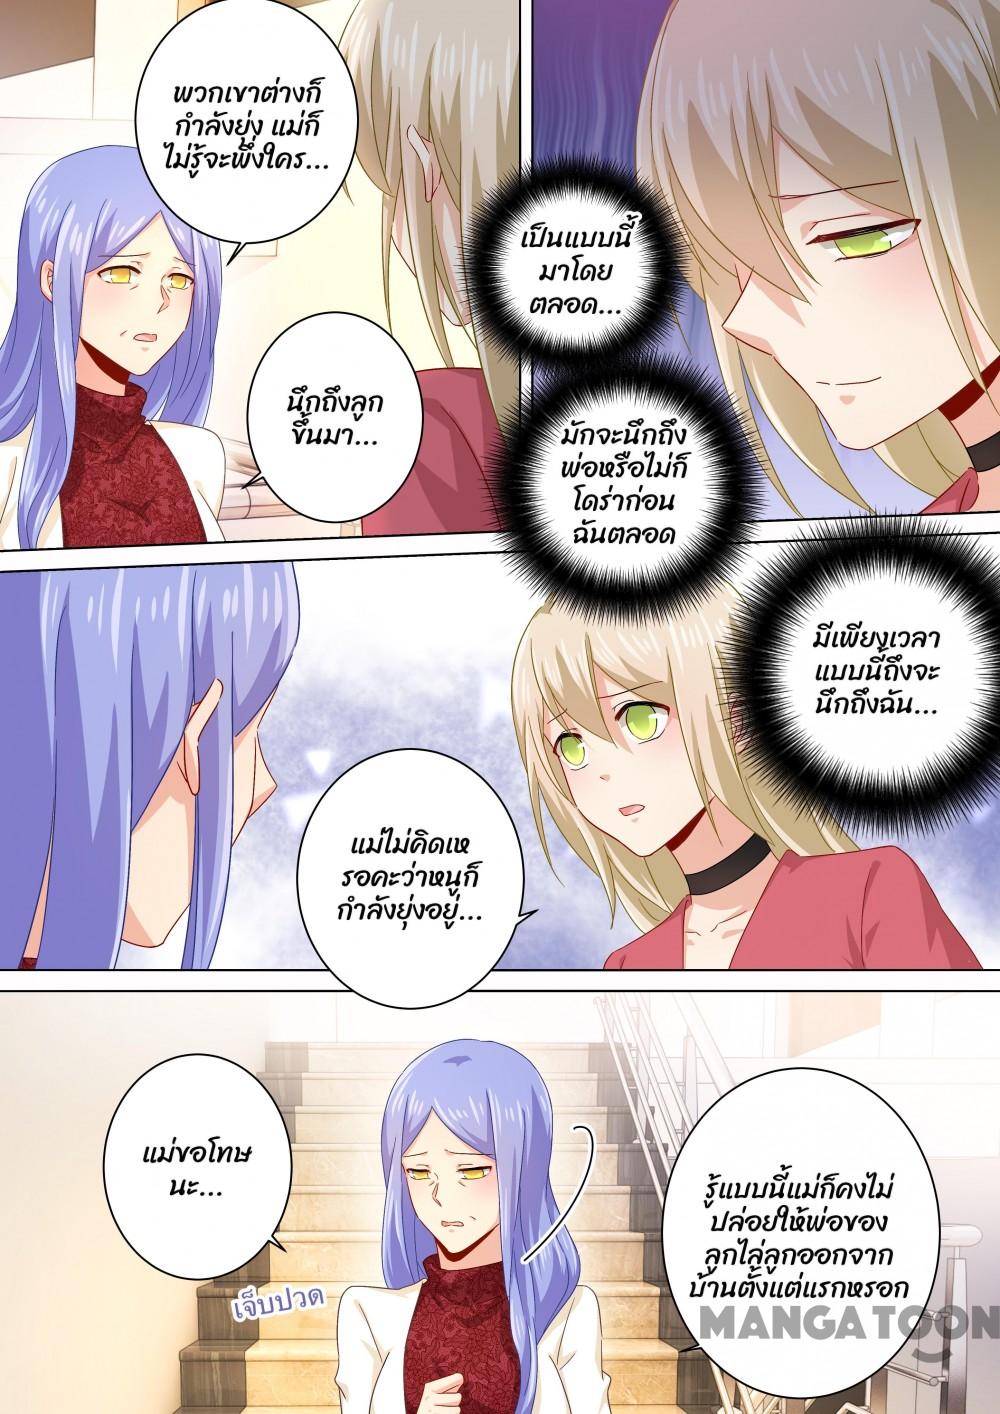 พวกเขาต่างก็
กำลังยุ่ง แม่ก็
ไม่รู้จะพึ่งใคร...
เป็นแบบนี้
มาโดย
ตลอด...
นึกถึงลูก
ขึ้นมา...
มักจะนึกถึง
พ่อหรือไม่ก็
โดร่าก่อน
ฉันตลอด
มีเพียงเวลา
แบบนี้ถึงจะ
นึกถึงฉัน...
แม่ไม่คิดเห
รอคะว่าหนูก็
กำลังยุ่งอยู่...
แม่ขอโทษ
นะ...
รู้แบบนี้แม่ก็คงไม่
ปล่อยให้พ่อของ
ลูกไล่ลูกออกจาก
บ้านตั้งแต่แรกหรอก
เจ็บปวด
MANGATOON